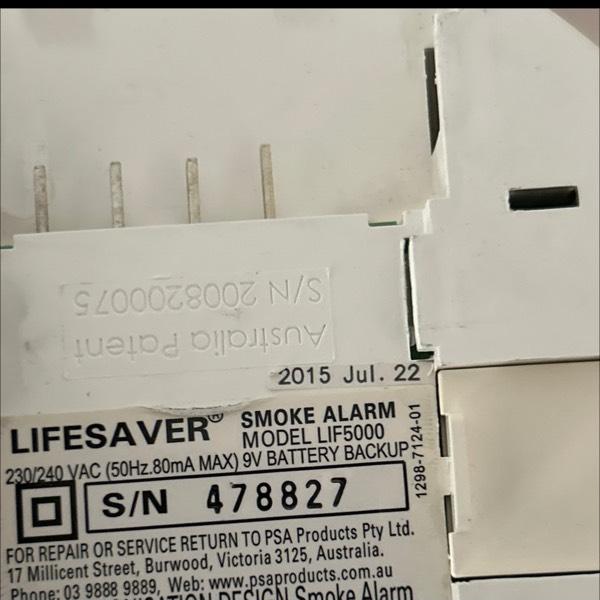 Australia Patent
S/N 2008200075
2015 Jul. 22
LIFESAVER® SMOKE ALARM
MODEL LIF5000
230/240 VAC (50Hz.80mA MAX) 9V BATTERY BACKUP
1298-7124-01
S/N 478827
FOR REPAIR OR SERVICE RETURN TO PSA Products Pty Ltd.
17 Millicent Street, Burwood, Victoria 3125, Australia.
Phone: 03 9888 9889, Web: www.psaproducts.com.au
DESIGN Smoke Alarm